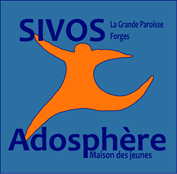 SIVOS
La Grande Paroisse
Forges
Adosphère
Maison des jeunes